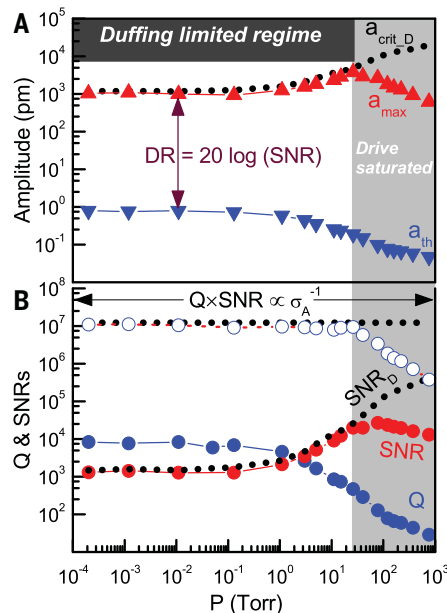 A
Duffing limited regime
10^5
10^4
10^3
10^2
10^1
10^0
10^-1
Amplitude (pm)
a_crit_D
a_max
DR = 20 log (SNR)
Drive
saturated
a_th
B
10^8
10^7
10^6
10^5
10^4
10^3
10^2
Q & SNRs
Q×SNR ∝ σ_A^-1
SNR_D
SNR
Q
10^-4 10^-3 10^-2 10^-1 10^0 10^1 10^2 10^3
P (Torr)